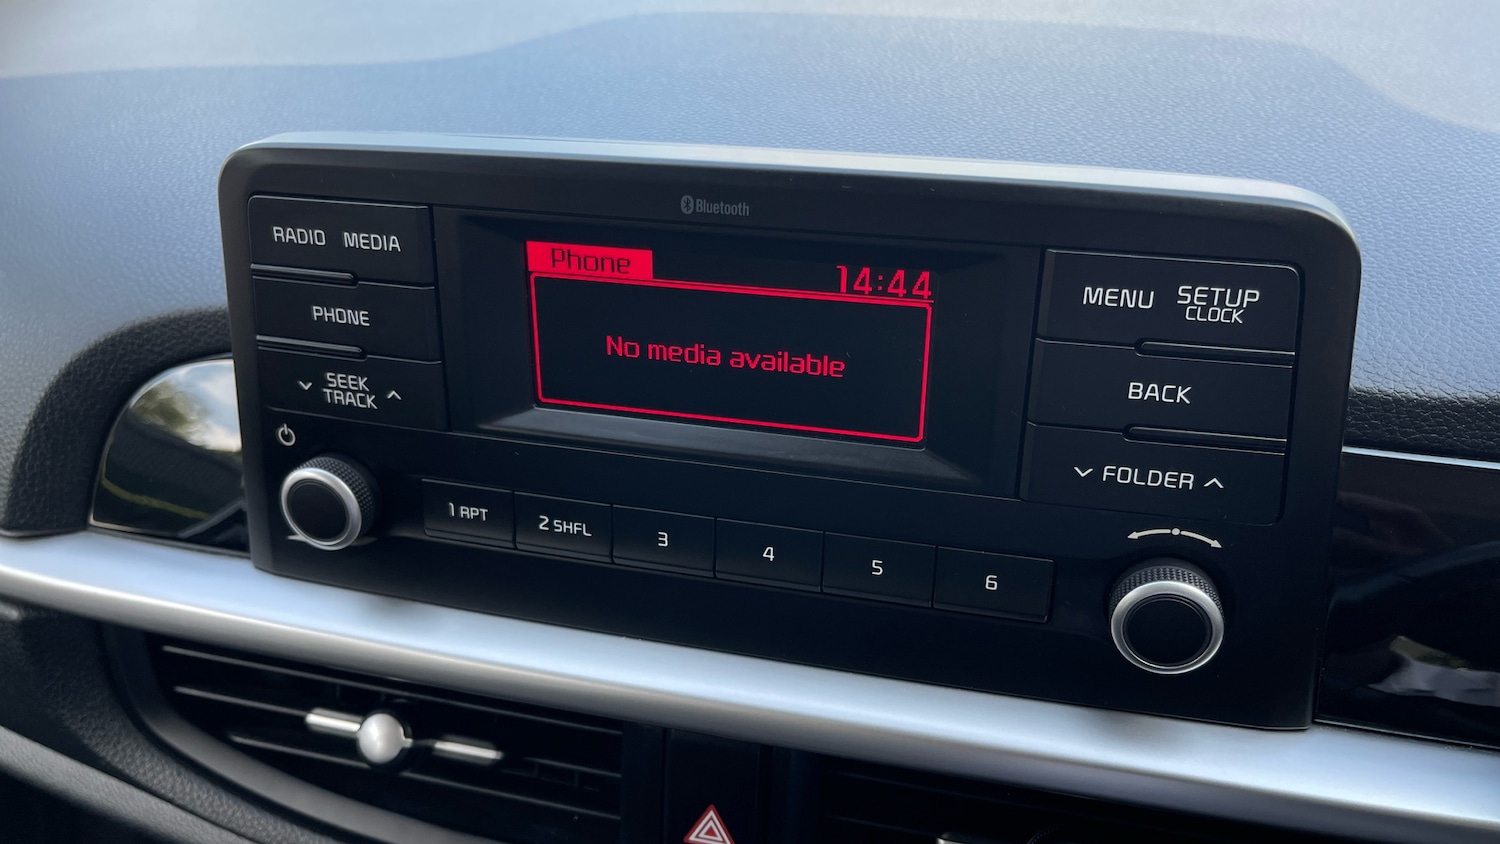 Bluetooth
RADIO MEDIA
PHONE
SEEK
TRACK
Phone
14:44
No media available
MENU SETUP
CLOCK
BACK
FOLDER
1 RPT
2 SHFL
3
4
5
6